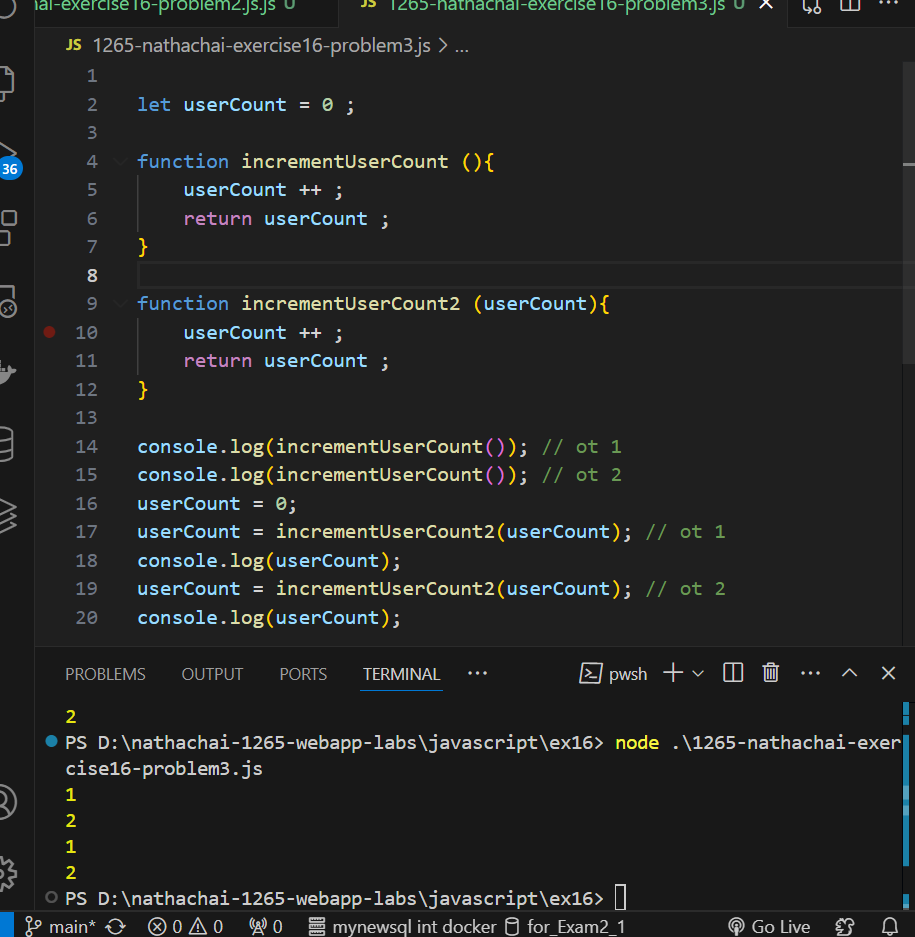 ai-exercise16-problem2.js.js U
JS 1265-nathachai-exercise16-problem3.js U
JS 1265-nathachai-exercise16-problem3.js > ...
1
2 let userCount = 0 ;
3
4 function incrementUserCount (){
5 userCount ++ ;
6 return userCount ;
7 }
8
9 function incrementUserCount2 (userCount){
10 userCount ++ ;
11 return userCount ;
12 }
13
14 console.log(incrementUserCount()); // ot 1
15 console.log(incrementUserCount()); // ot 2
16 userCount = 0;
17 userCount = incrementUserCount2(userCount); // ot 1
18 console.log(userCount);
19 userCount = incrementUserCount2(userCount); // ot 2
20 console.log(userCount);
36
PROBLEMS OUTPUT PORTS TERMINAL ... pwsh
2
PS D:\nathachai-1265-webapp-labs\javascript\ex16> node .\1265-nathachai-exer
cise16-problem3.js
1
2
1
2
PS D:\nathachai-1265-webapp-labs\javascript\ex16>
main* 0 0 0 mynewsql int docker for_Exam2_1 Go Live